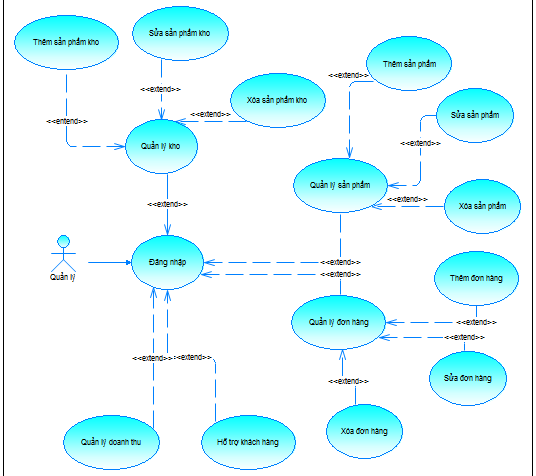 Sửa sản phẩm kho
Thêm sản phẩm kho
Thêm sản phẩm
<<extend>>
<<extend>>
Xóa sản phẩm kho
<<extend>>
Sửa sản phẩm
<<entend>>
<<extend>>
Quản lý kho
Quản lý sản phẩm
<<extend>>
<<extend>>
Xóa sản phẩm
Đăng nhập
<<extend>>
<<extend>>
Quản lý
Thêm đơn hàng
Quản lý đơn hàng
<<extend>>
<<extend>>
<<extend>>
<<extend>>
Sửa đơn hàng
<<extend>>
Xóa đơn hàng
Quản lý doanh thu
Hỗ trợ khách hàng